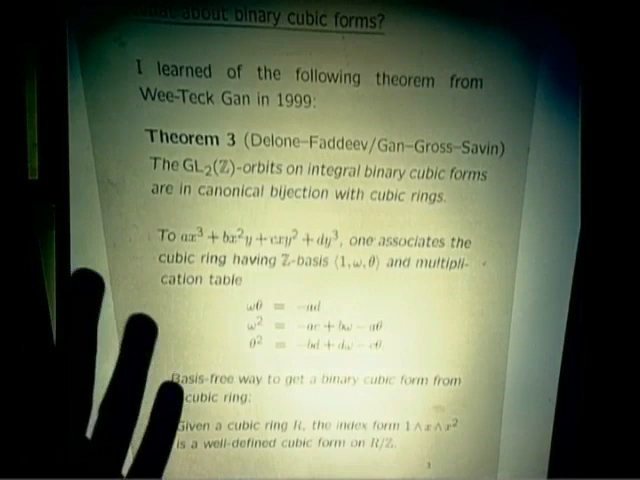 about binary cubic forms?
I learned of the following theorem from
Wee-Teck Gan in 1999:
Theorem 3 (Delone–Faddeev/Gan–Gross–Savin)
The GL₂(ℤ)-orbits on integral binary cubic forms
are in canonical bijection with cubic rings.
To ax³ + bx²y + cxy² + dy³, one associates the
cubic ring having ℤ-basis ⟨1, ω, θ⟩ and multipli-
cation table
ωθ = −ad
ω² = −ac + bω − aθ
θ² = −bd + dω − cθ.
Basis-free way to get a binary cubic form from
cubic ring:
Given a cubic ring R, the index form 1∧x∧x²
is a well-defined cubic form on R/ℤ.